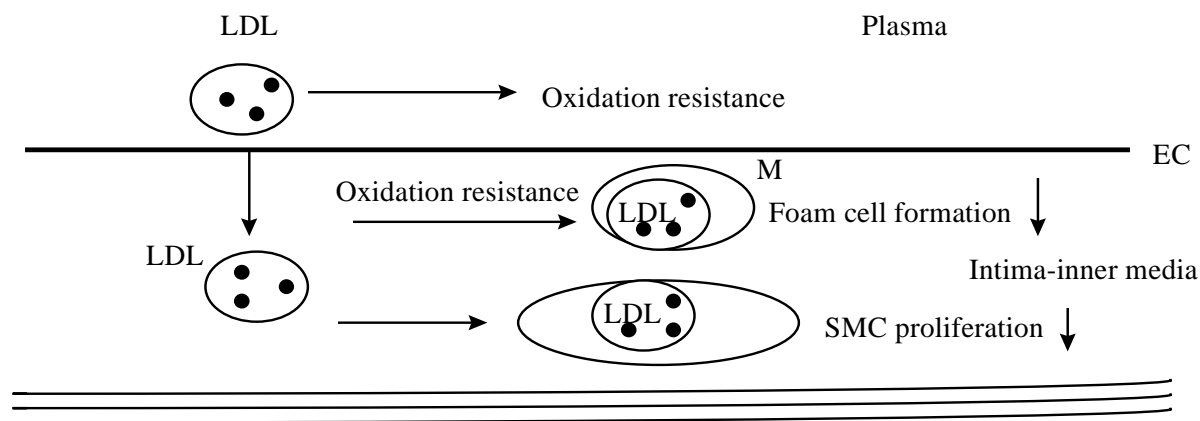 LDL
Plasma
Oxidation resistance
EC
M
Oxidation resistance
LDL
Foam cell formation
LDL
Intima-inner media
LDL
SMC proliferation